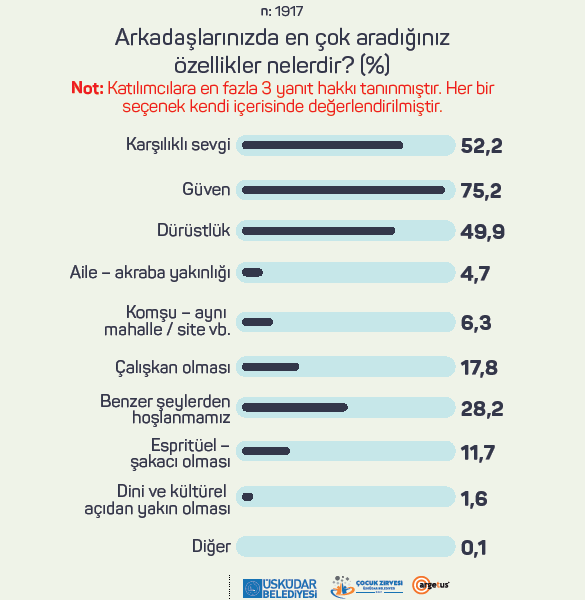 n: 1917
Arkadaşlarınızda en çok aradığınız
özellikler nelerdir? (%)
Not: Katılımcılara en fazla 3 yanıt hakkı tanınmıştır. Her bir
seçenek kendi içerisinde değerlendirilmiştir.
Karşılıklı sevgi 52,2
Güven 75,2
Dürüstlük 49,9
Aile – akraba yakınlığı 4,7
Komşu – aynı
mahalle / site vb. 6,3
Çalışkan olması 17,8
Benzer şeylerden
hoşlanmamız 28,2
Espritüel –
şakacı olması 11,7
Dini ve kültürel
açıdan yakın olması 1,6
Diğer 0,1
ÜSKÜDAR
BELEDİYESİ
ÇOCUK ZİRVESİ
argetus